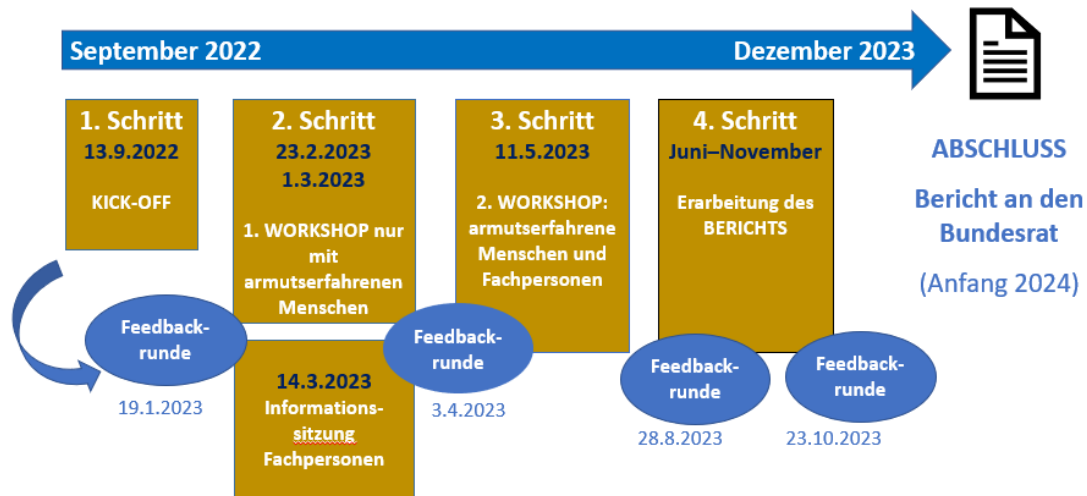 September 2022
Dezember 2023
1. Schritt
13.9.2022
KICK-OFF
2. Schritt
23.2.2023
1.3.2023
1. WORKSHOP nur
mit
armutserfahrenen
Menschen
3. Schritt
11.5.2023
2. WORKSHOP:
armutserfahrene
Menschen und
Fachpersonen
4. Schritt
Juni–November
Erarbeitung des
BERICHTS
ABSCHLUSS
Bericht an den
Bundesrat
(Anfang 2024)
Feedback-
runde
19.1.2023
14.3.2023
Informations-
sitzung
Fachpersonen
Feedback-
runde
3.4.2023
Feedback-
runde
28.8.2023
Feedback-
runde
23.10.2023